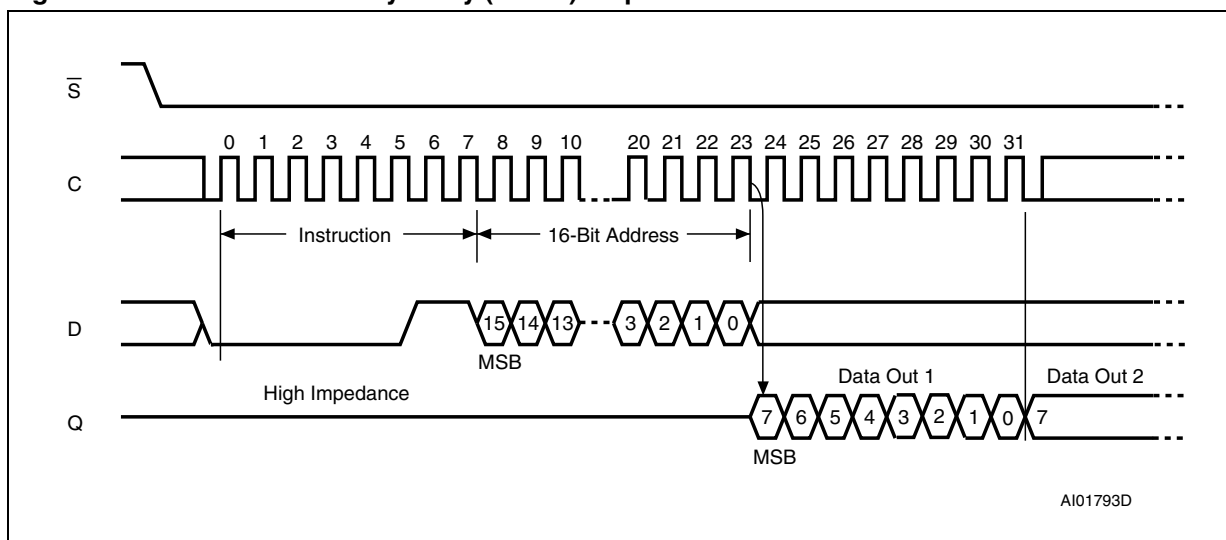 S
0 1 2 3 4 5 6 7 8 9 10 20 21 22 23 24 25 26 27 28 29 30 31
C
Instruction 16-Bit Address
D 15 14 13 3 2 1 0
MSB
High Impedance Data Out 1 Data Out 2
Q 7 6 5 4 3 2 1 0 7
MSB
AI01793D